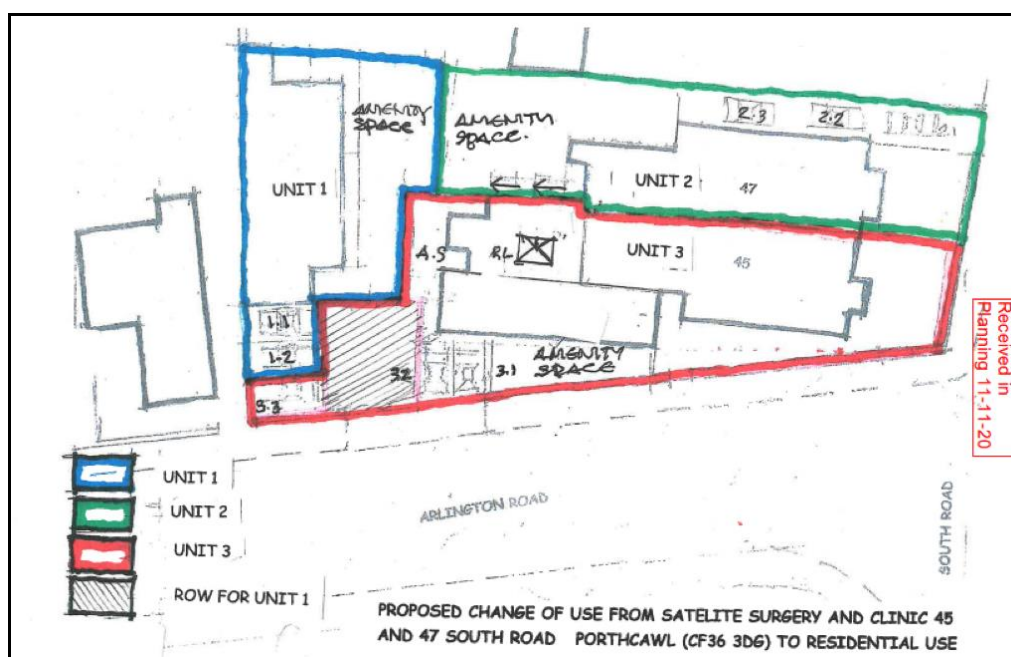 AMENITY
SPACE
AMENITY
SPACE.
2.3
2.2
UNIT 1
UNIT 2
47
A.S
R.L
UNIT 3
45
1.1
1-2
3.2
3.1
AMENITY
SPACE
3.3
Received in
Planning 11-11-20
UNIT 1
UNIT 2
UNIT 3
ROW FOR UNIT 1
ARLINGTON ROAD
SOUTH ROAD
PROPOSED CHANGE OF USE FROM SATELITE SURGERY AND CLINIC 45
AND 47 SOUTH ROAD PORTHCAWL (CF36 3DG) TO RESIDENTIAL USE